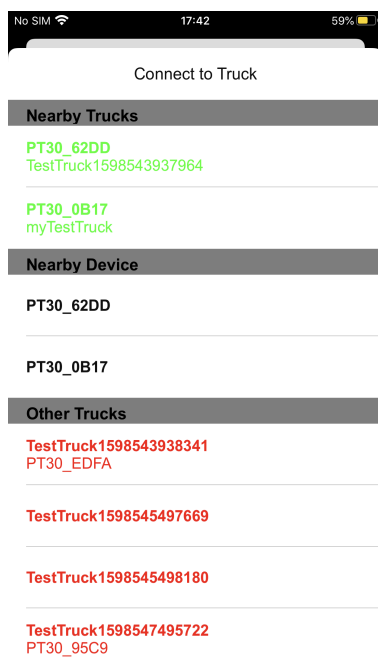 No SIM 17:42 59%
Connect to Truck
Nearby Trucks
PT30_62DD
TestTruck1598543937964
PT30_0B17
myTestTruck
Nearby Device
PT30_62DD
PT30_0B17
Other Trucks
TestTruck1598543938341
PT30_EDFA
TestTruck1598545497669
TestTruck1598545498180
TestTruck1598547495722
PT30_95C9